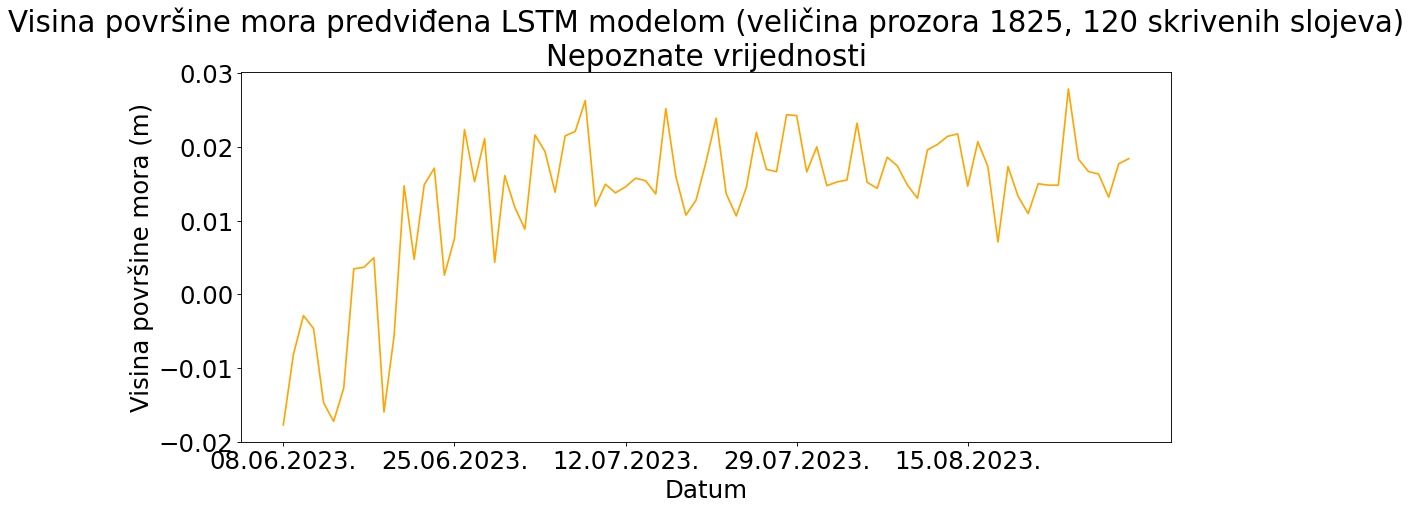 Visina površine mora predviđena LSTM modelom (veličina prozora 1825, 120 skrivenih slojeva)
Nepoznate vrijednosti
Visina površine mora (m)
0.03
0.02
0.01
0.00
−0.01
−0.02
08.06.2023. 25.06.2023. 12.07.2023. 29.07.2023. 15.08.2023.
Datum